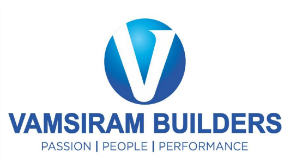 V
VAMSIRAM BUILDERS
PASSION | PEOPLE | PERFORMANCE